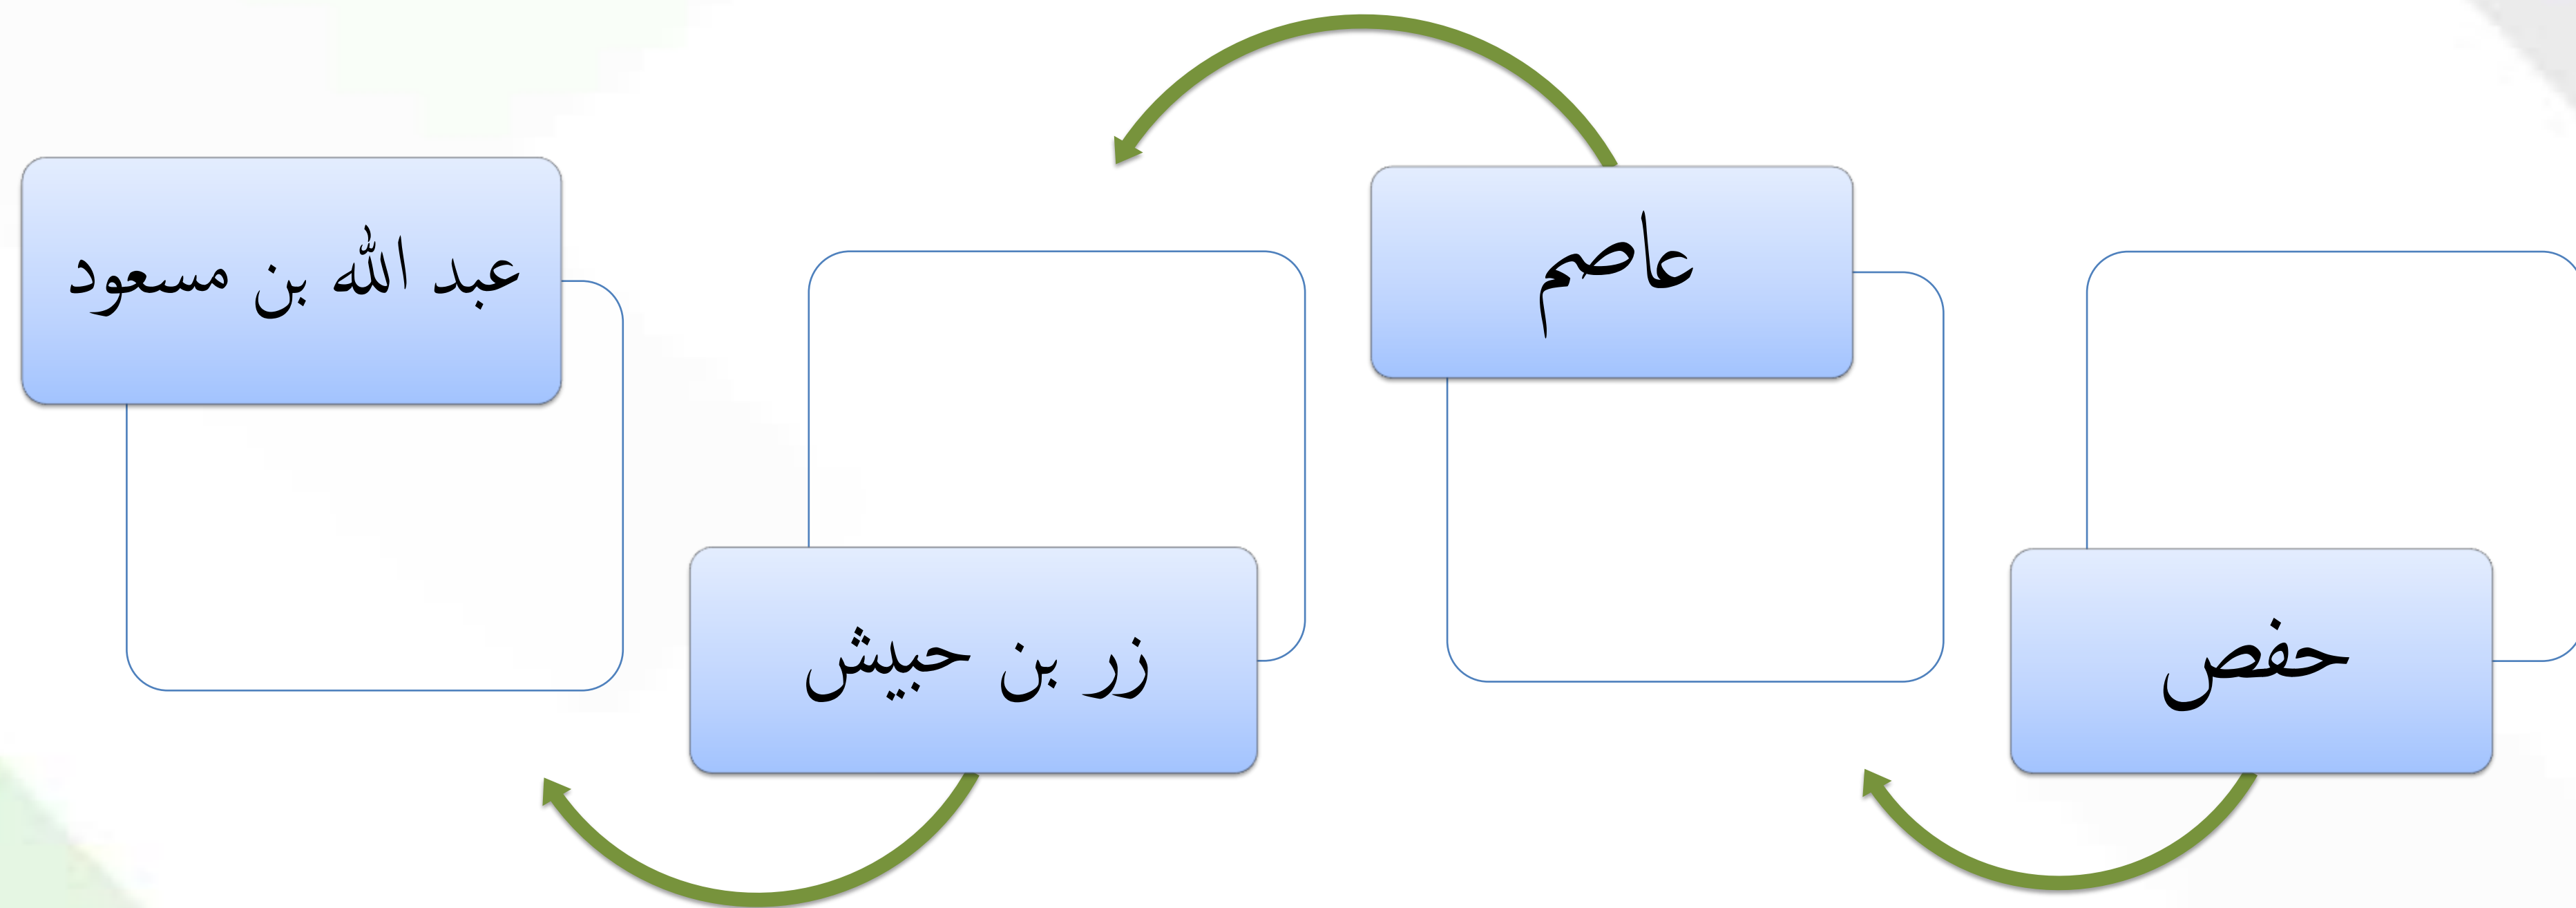 حفص
عاصم
زر بن حبيش
عبد الله بن مسعود